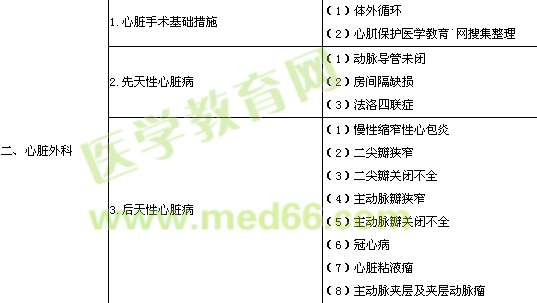 二、心脏外科
1.心脏手术基础措施
（1）体外循环
（2）心肌保护医学教育`网搜集整理
2.先天性心脏病
（1）动脉导管未闭
（2）房间隔缺损
（3）法洛四联症
3.后天性心脏病
（1）慢性缩窄性心包炎
（2）二尖瓣狭窄
（3）二尖瓣关闭不全
（4）主动脉瓣狭窄
（5）主动脉瓣关闭不全
（6）冠心病
（7）心脏粘液瘤
（8）主动脉夹层及夹层动脉瘤
医学教育网
www.med66.com